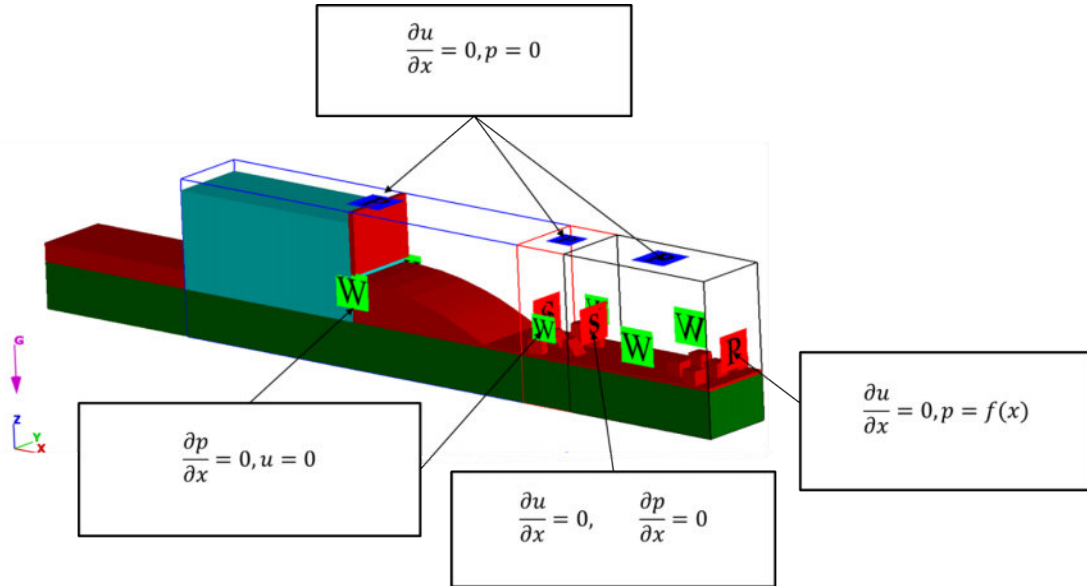 ∂u/∂x = 0, p = 0
P
P
P
G
Z
Y
X
W
S
W
W
S
W
W
R
∂u/∂x = 0, p = f(x)
∂p/∂x = 0, u = 0
∂u/∂x = 0, ∂p/∂x = 0